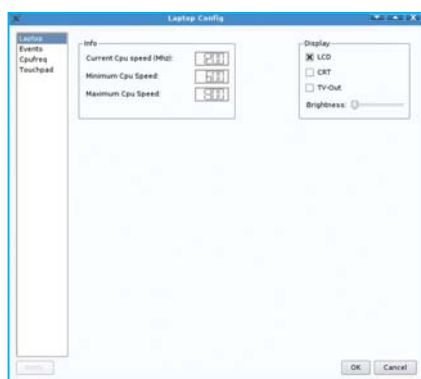 Laptop Config
Laptop
Events
Cpufreq
Touchpad
Info
Current Cpu speed (Mhz):
Minimum Cpu Speed:
Maximum Cpu Speed:
Display
LCD
CRT
TV-Out
Brightness:
OK
Cancel